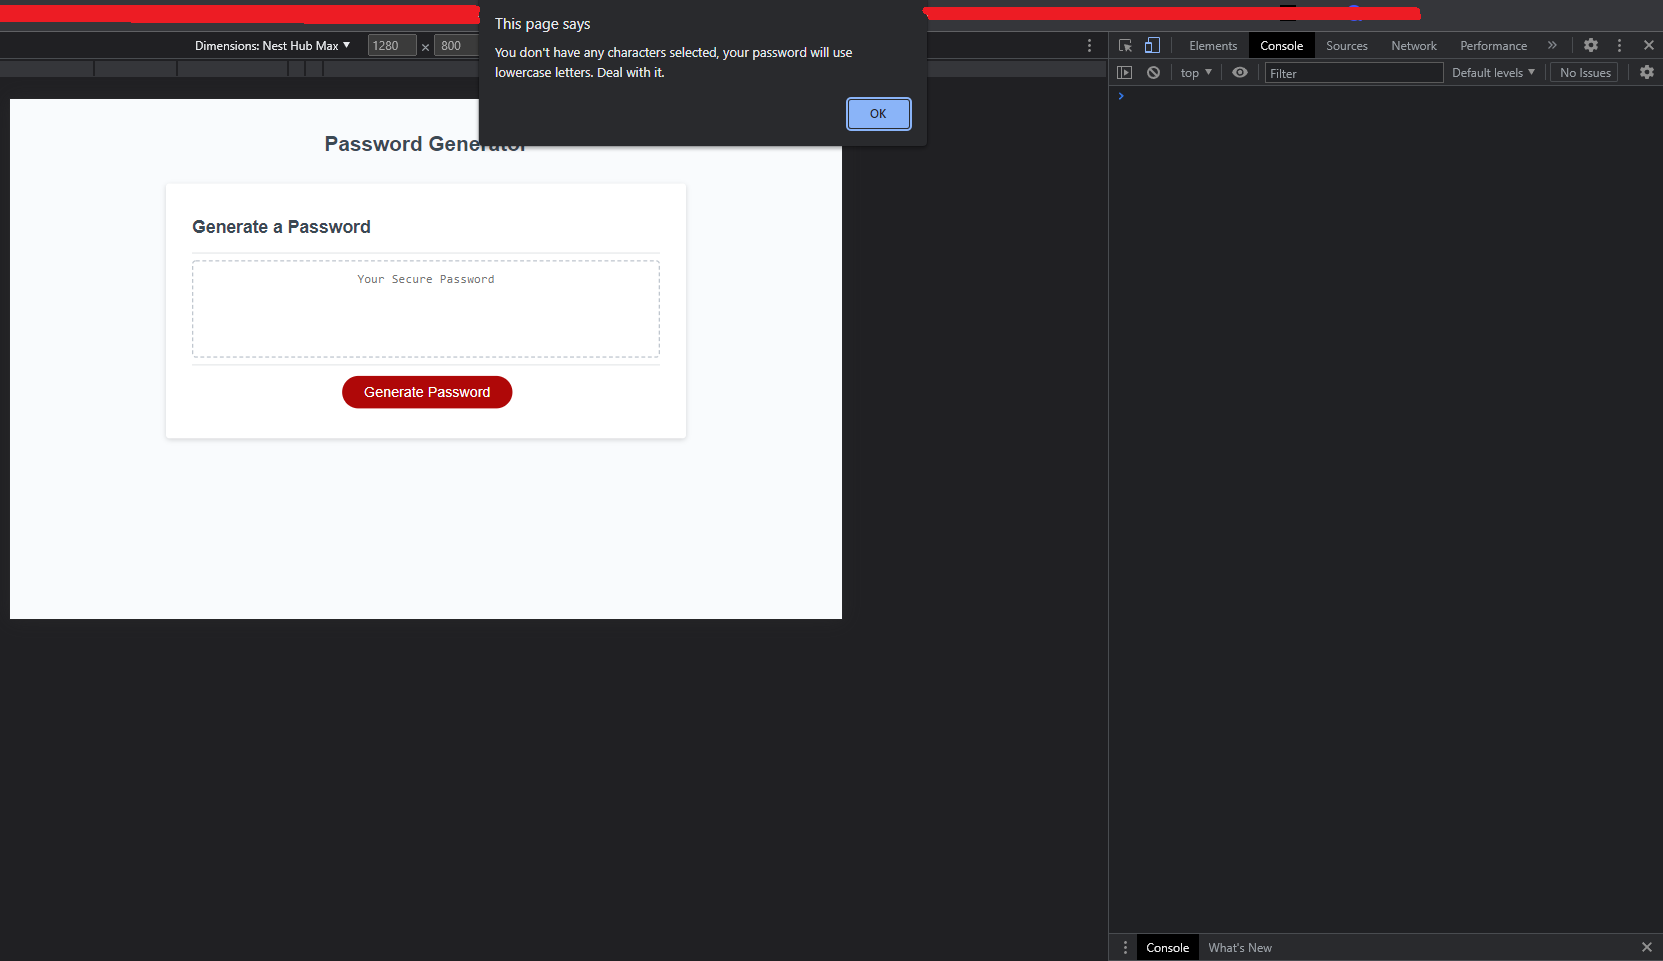 This page says
You don't have any characters selected, your password will use
lowercase letters. Deal with it.
OK
Dimensions: Nest Hub Max ▼ 1280 × 800
Elements Console Sources Network Performance »
top ▼ Filter Default levels ▼ No Issues
›
Password Generator
Generate a Password
Your Secure Password
Generate Password
Console What's New